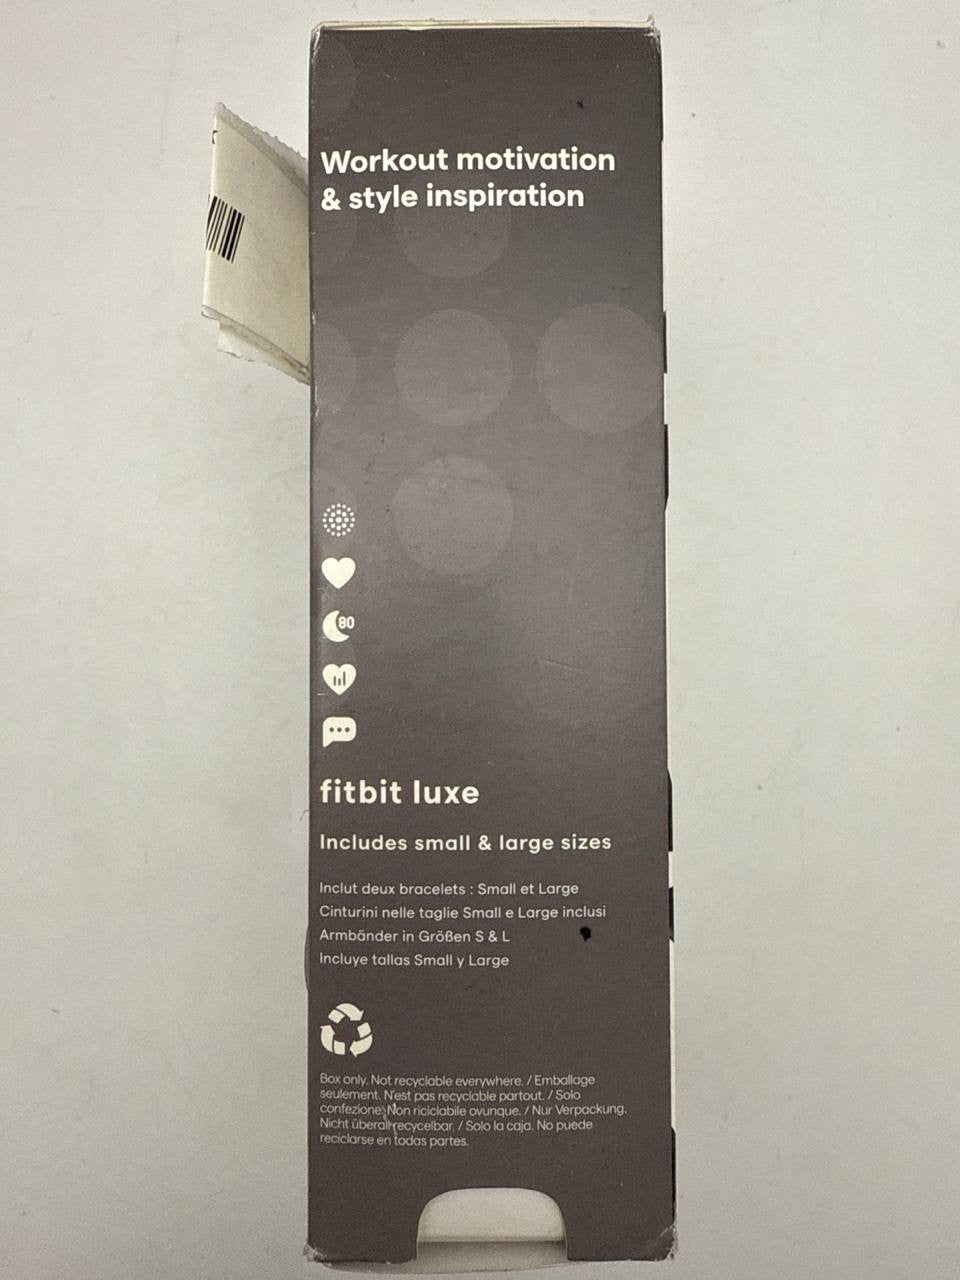 Workout motivation
& style inspiration
80
fitbit luxe
Includes small & large sizes
Inclut deux bracelets : Small et Large
Cinturini nelle taglie Small e Large inclusi
Armbänder in Größen S & L
Incluye tallas Small y Large
Box only. Not recyclable everywhere. / Emballage
seulement. N'est pas recyclable partout. / Solo
confezione. Non riciclabile ovunque. / Nur Verpackung.
Nicht überall recycelbar. / Solo la caja. No puede
reciclarse en todas partes.